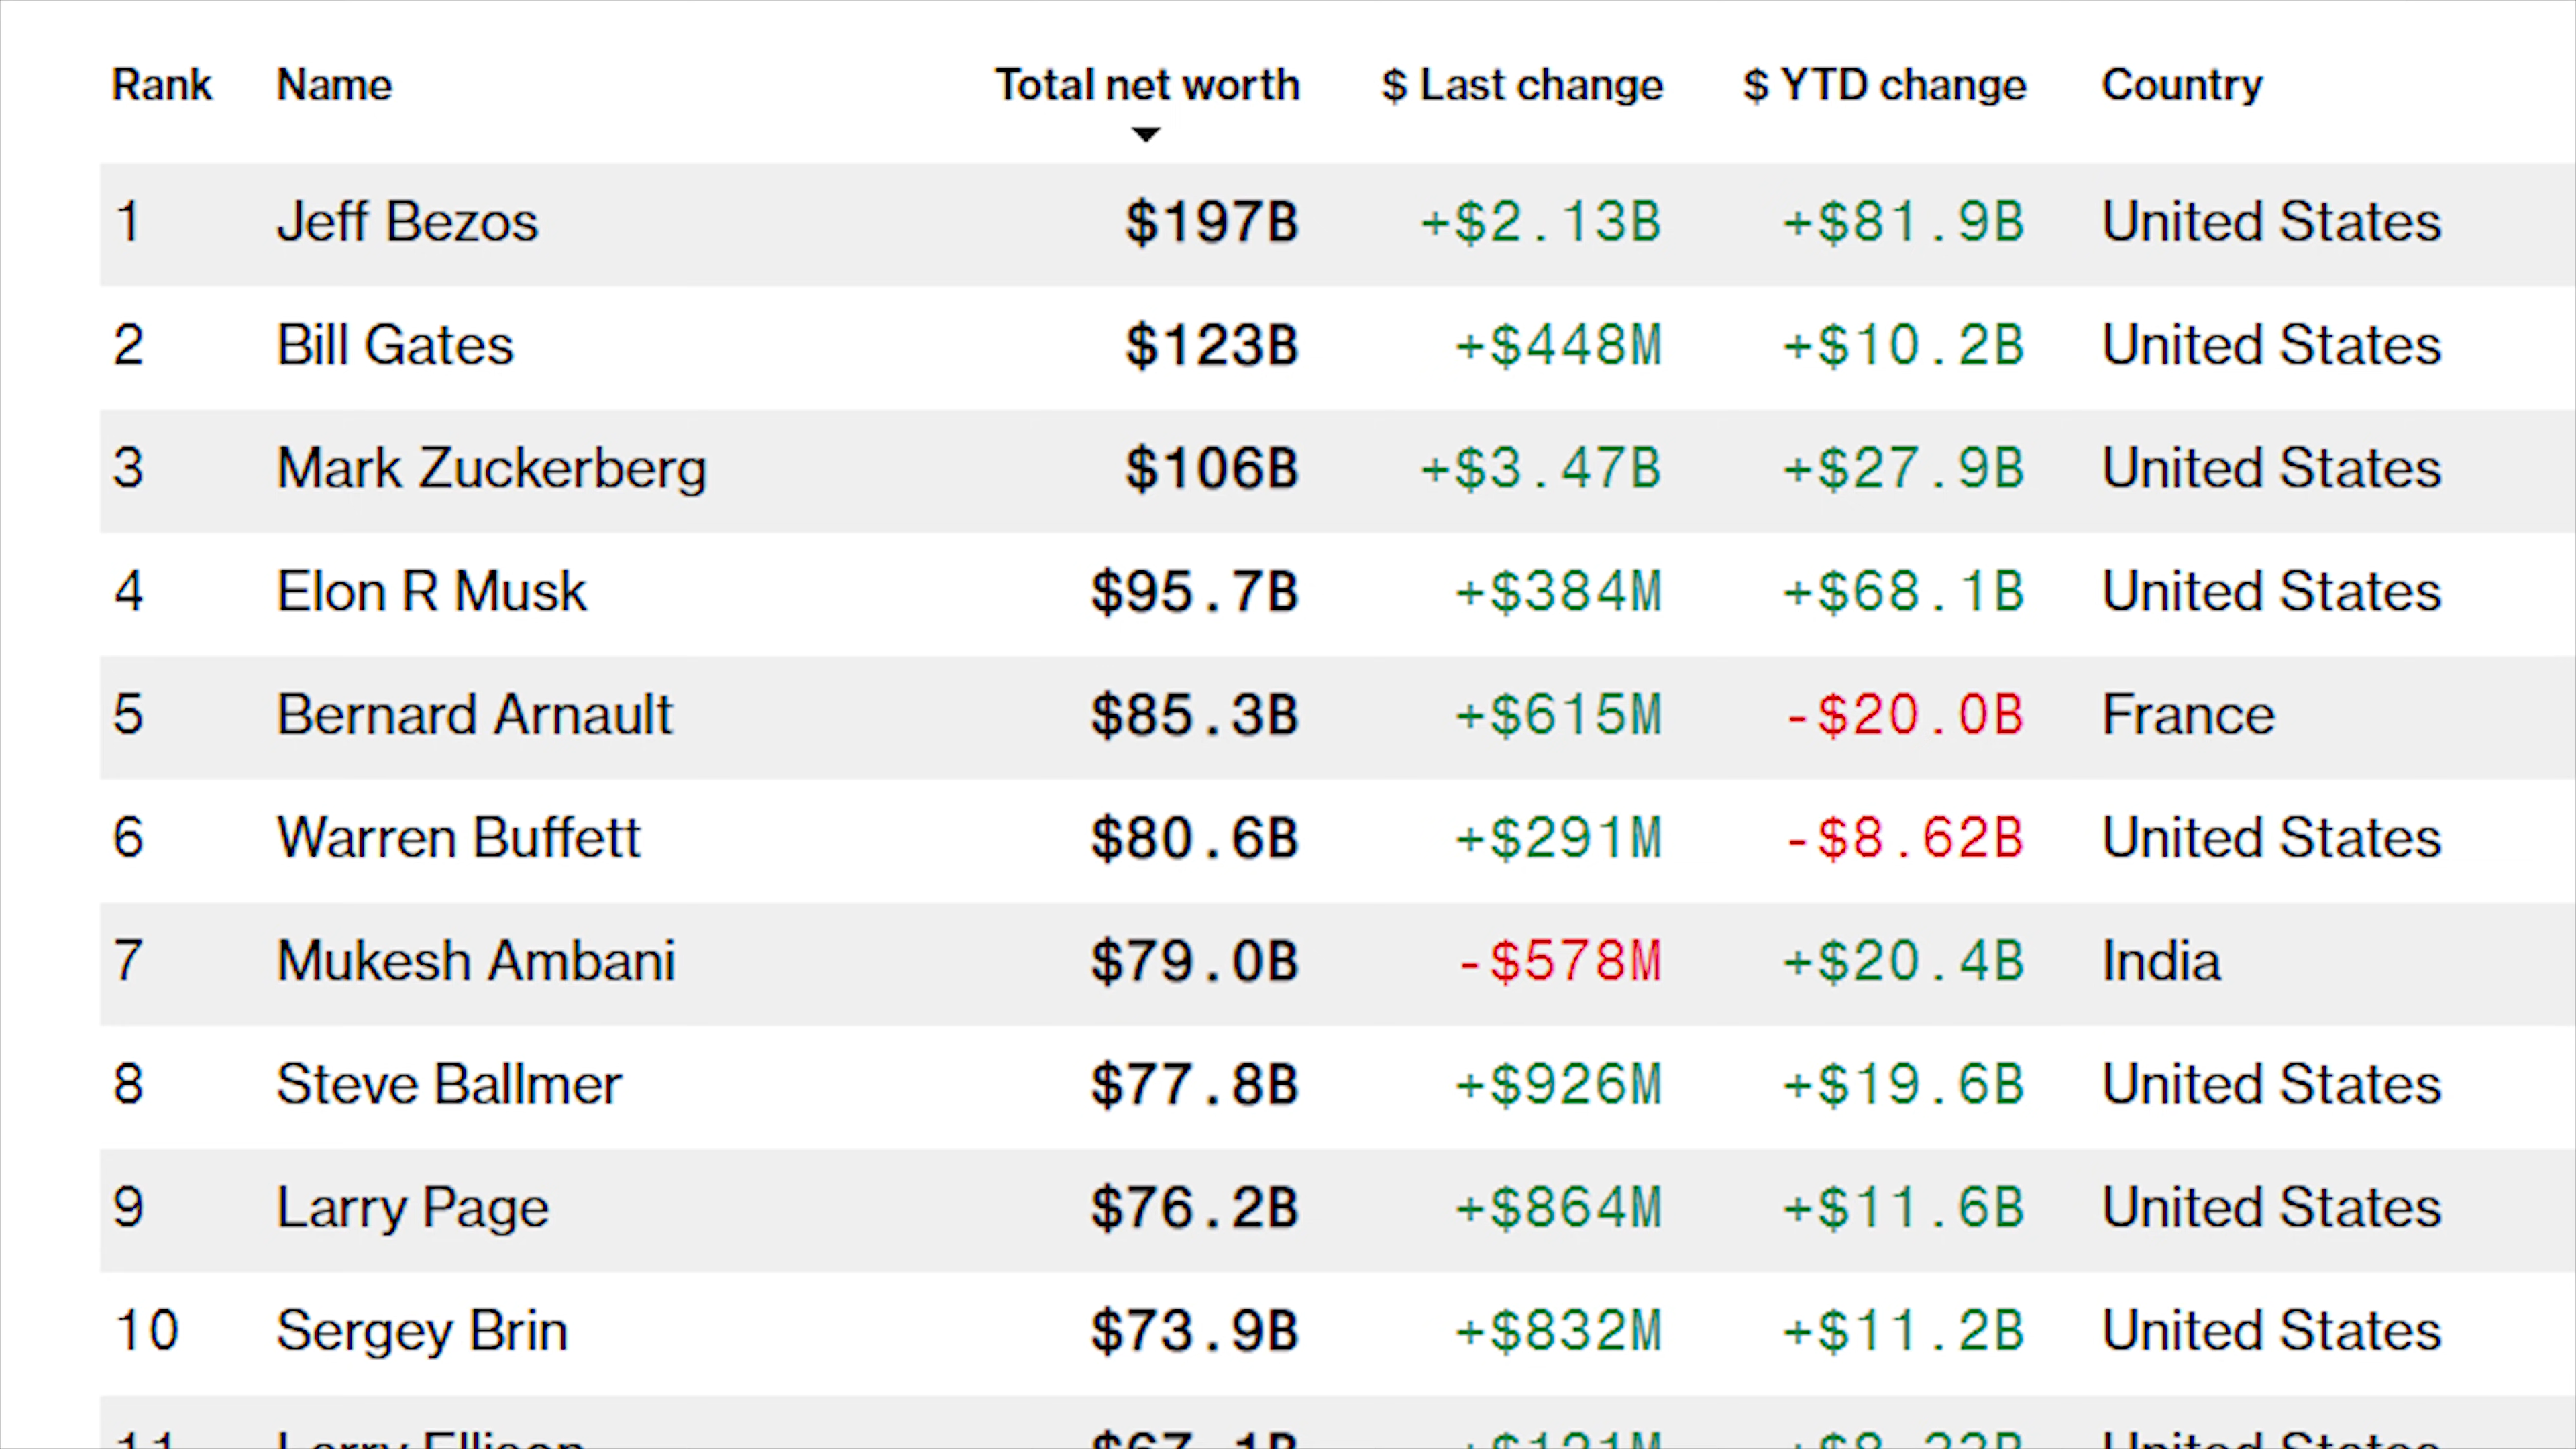 Rank Name Total net worth $ Last change $ YTD change Country
1 Jeff Bezos $197B +$2.13B +$81.9B United States
2 Bill Gates $123B +$448M +$10.2B United States
3 Mark Zuckerberg $106B +$3.47B +$27.9B United States
4 Elon R Musk $95.7B +$384M +$68.1B United States
5 Bernard Arnault $85.3B +$615M -$20.0B France
6 Warren Buffett $80.6B +$291M -$8.62B United States
7 Mukesh Ambani $79.0B -$578M +$20.4B India
8 Steve Ballmer $77.8B +$926M +$19.6B United States
9 Larry Page $76.2B +$864M +$11.6B United States
10 Sergey Brin $73.9B +$832M +$11.2B United States
11 Larry Ellison $67.1B United States